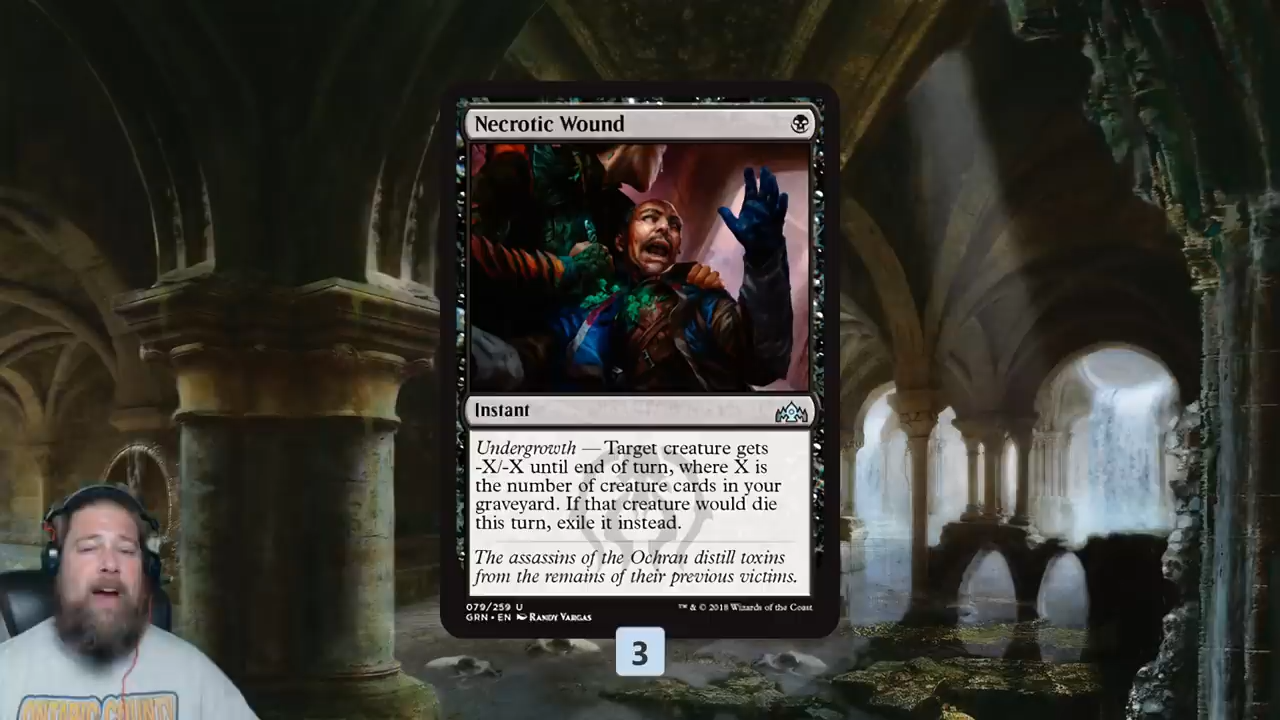 Necrotic Wound
Instant
Undergrowth — Target creature gets
-X/-X until end of turn, where X is
the number of creature cards in your
graveyard. If that creature would die
this turn, exile it instead.
The assassins of the Ochran distill toxins
from the remains of their previous victims.
079/259 U
GRN • EN RANDY VARGAS
™ & © 2018 Wizards of the Coast
3